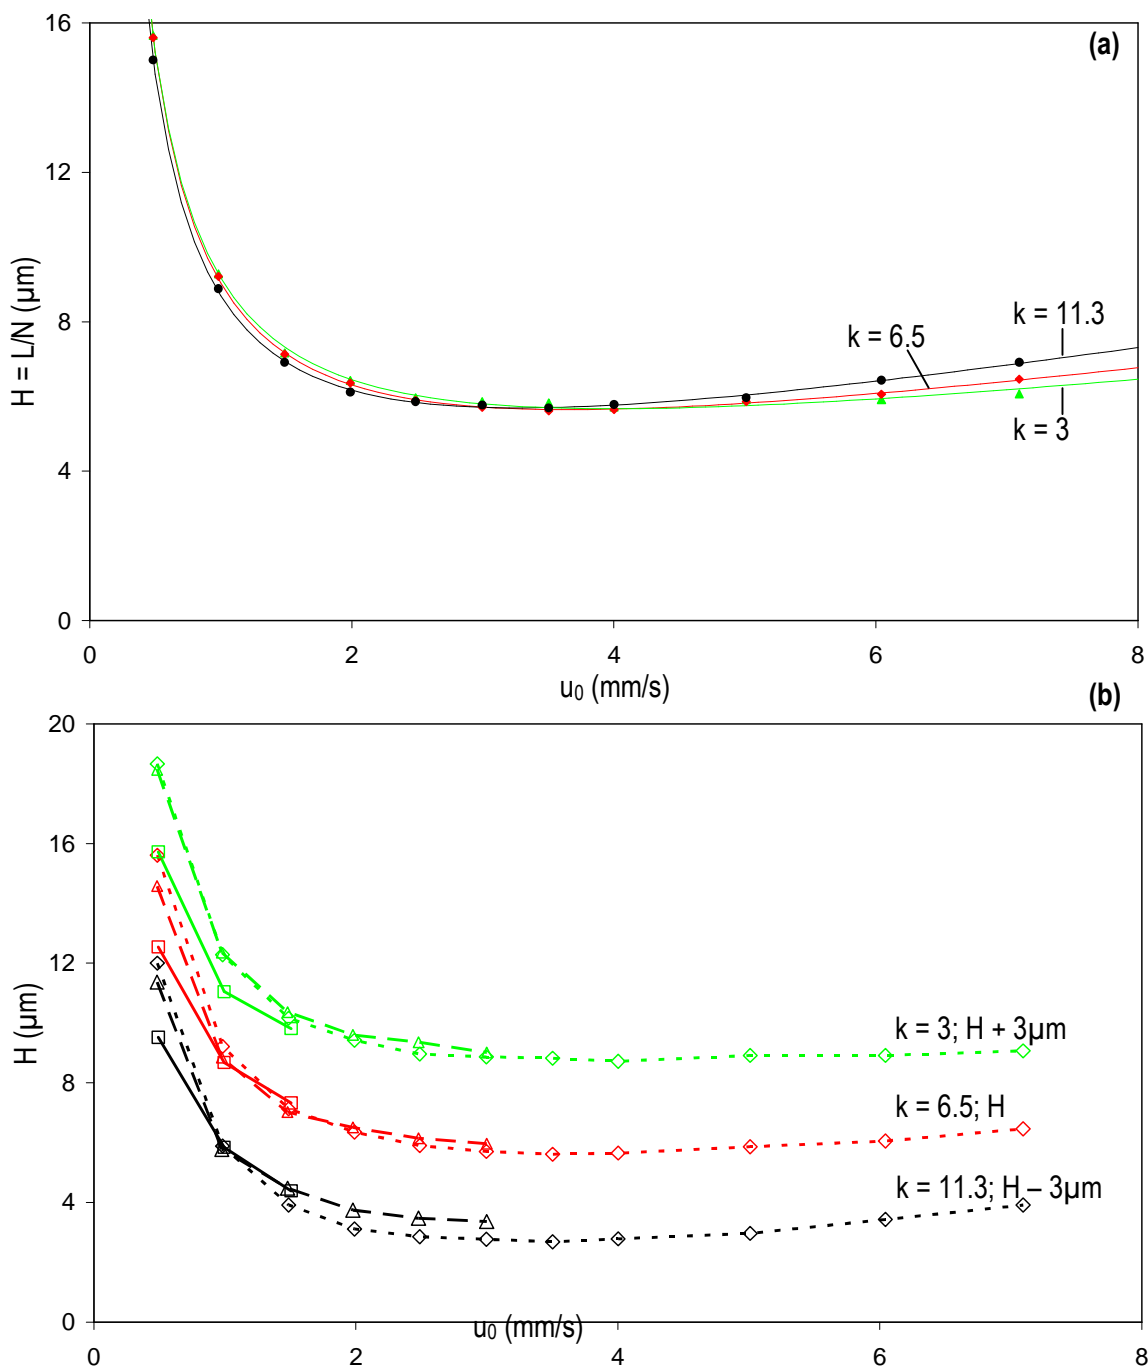 (a)
16
12
8
4
0
H = L/N (µm)
k = 11.3
k = 6.5
k = 3
0 2 4 6 8
u0 (mm/s)
(b)
20
16
12
8
4
0
H (µm)
k = 3; H + 3µm
k = 6.5; H
k = 11.3; H – 3µm
u0 (mm/s)
0 2 4 6 8